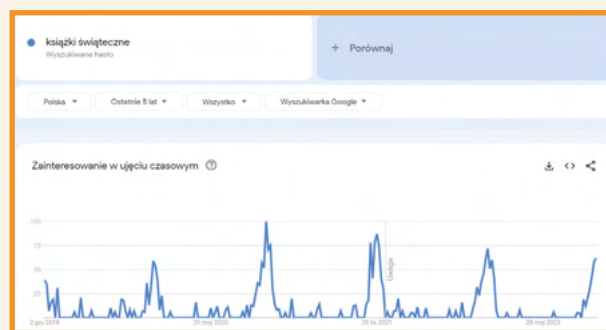 książki świąteczne
Wyszukiwane hasło
+ Porównaj
Polska
Ostatnie 5 lat
Wszystko
Wyszukiwarka Google
Zainteresowanie w ujęciu czasowym
100
75
50
25
Uwaga
2 gru 2018
31 maj 2020
28 lis 2021
28 maj 2023